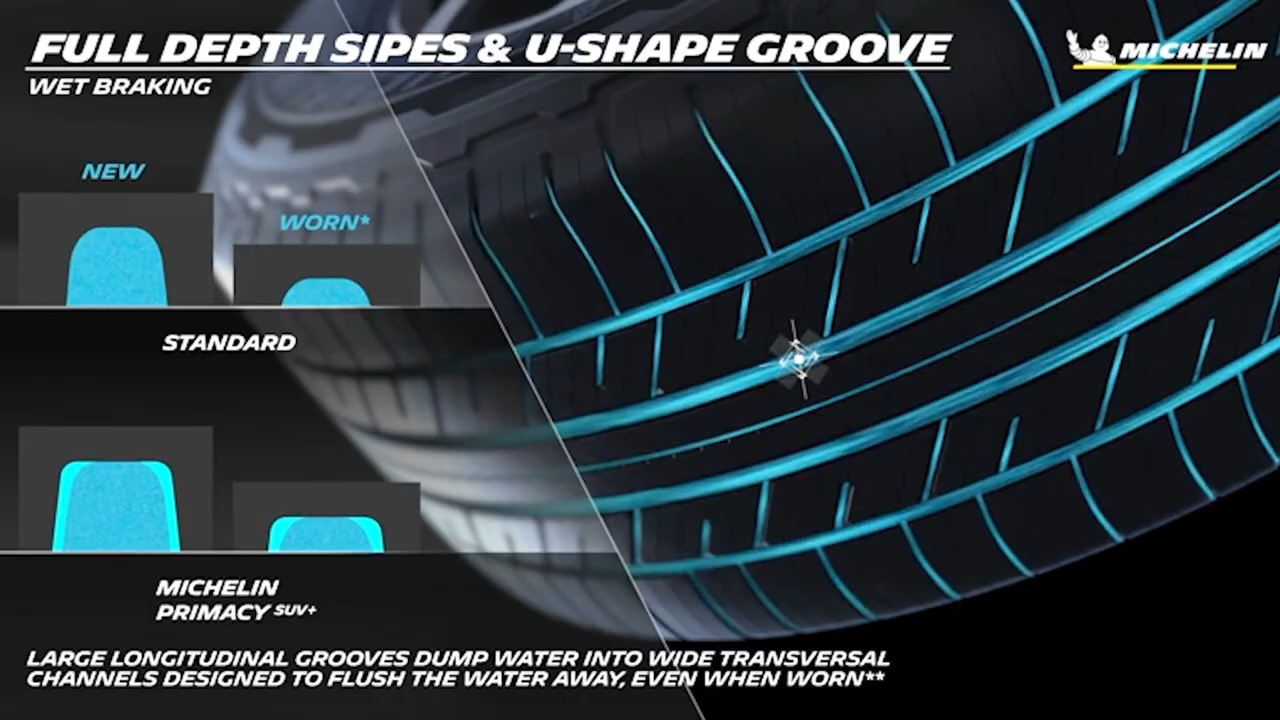 FULL DEPTH SIPES & U-SHAPE GROOVE
MICHELIN
WET BRAKING
NEW
WORN*
STANDARD
MICHELIN
PRIMACY SUV+
LARGE LONGITUDINAL GROOVES DUMP WATER INTO WIDE TRANSVERSAL
CHANNELS DESIGNED TO FLUSH THE WATER AWAY, EVEN WHEN WORN**